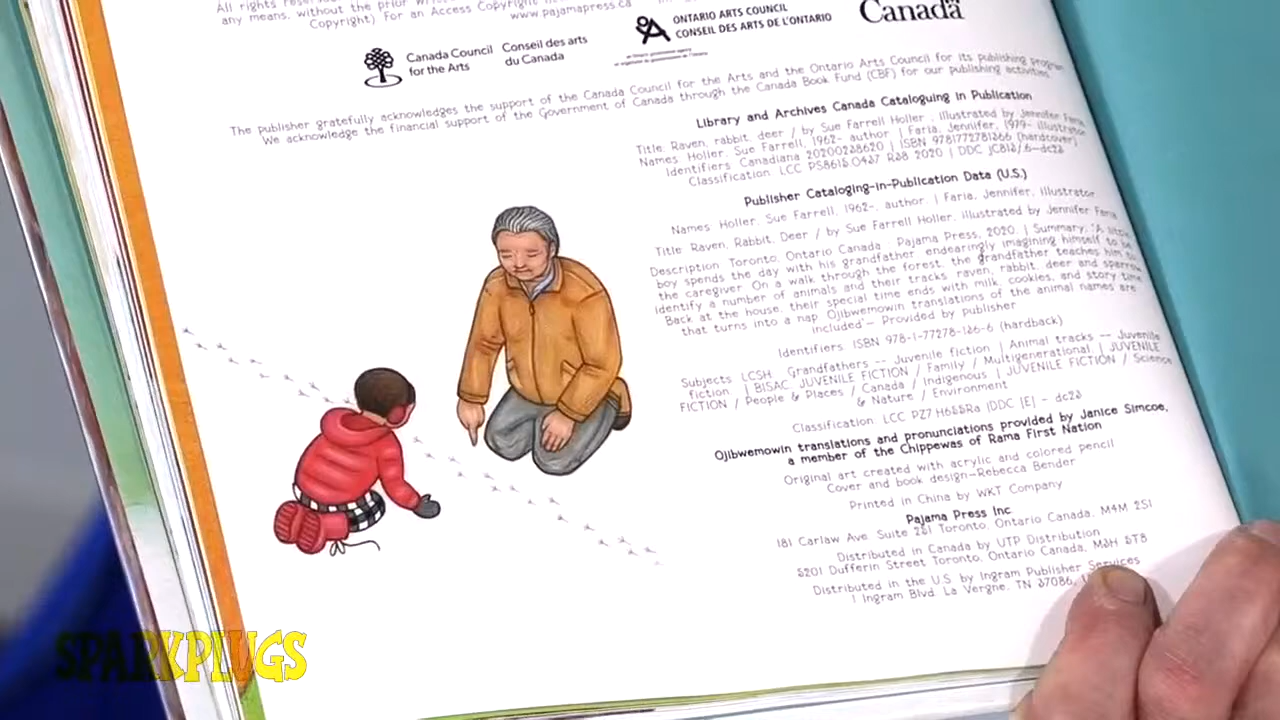 All rights
any means, without the prior
Copyright) For an Access Copyright
www.pajamapress.ca
Canada Council for the Arts
Conseil des arts du Canada
ONTARIO ARTS COUNCIL
CONSEIL DES ARTS DE L'ONTARIO
Canada
The publisher gratefully acknowledges the support of the Canada Council for the Arts and the Ontario Arts Council for its publishing program
We acknowledge the financial support of the Government of Canada through the Canada Book Fund (CBF) for our publishing activities.
Library and Archives Canada Cataloguing in Publication
Title. Raven, rabbit, deer / by Sue Farrell Holler ; illustrated by Jennifer Faria
Names. Holler, Sue Farrell, 1962- author | Faria, Jennifer, 1979- illustrator
Identifiers Canadiana 20200238620 | ISBN 9781772781366 (hardcover)
Classification. LCC PS8615.O437 R38 2020 | DDC jC813/.6—dc23
Publisher Cataloging-in-Publication Data (U.S.)
Names Holler, Sue Farrell, 1962-, author. | Faria, Jennifer, illustrator
Title Raven, Rabbit, Deer / by Sue Farrell Holler, illustrated by Jennifer Faria
Description Toronto, Ontario Canada : Pajama Press, 2020. | Summary. "A little
boy spends the day with his grandfather, endearingly imagining himself to be
the caregiver. On a walk through the forest, the grandfather teaches him to
identify a number of animals and their tracks raven, rabbit, deer and sparrow
Back at the house, their special time ends with milk, cookies, and story time
that turns into a nap Ojibwemowin translations of the animal names are
included"— Provided by publisher
Identifiers. ISBN 978-1-77278-136-6 (hardback)
Subjects LCSH Grandfathers -- Juvenile fiction | Animal tracks -- Juvenile
fiction | BISAC JUVENILE FICTION / Family / Multigenerational | JUVENILE
FICTION / People & Places / Canada / Indigenous | JUVENILE FICTION / Science
& Nature / Environment
Classification. LCC PZ7 H655Ra |DDC [E] – dc23
Ojibwemowin translations and pronunciations provided by Janice Simcoe,
a member of the Chippewas of Rama First Nation
Original art created with acrylic and colored pencil
Cover and book design—Rebecca Bender
Printed in China by WKT Company
Pajama Press Inc
181 Carlaw Ave. Suite 251 Toronto, Ontario Canada, M4M 2S1
Distributed in Canada by UTP Distribution
5201 Dufferin Street Toronto, Ontario Canada, M3H 5T8
Distributed in the U.S by Ingram Publisher Services
1 Ingram Blvd. La Vergne, TN 37086,
SPARKPLUGS